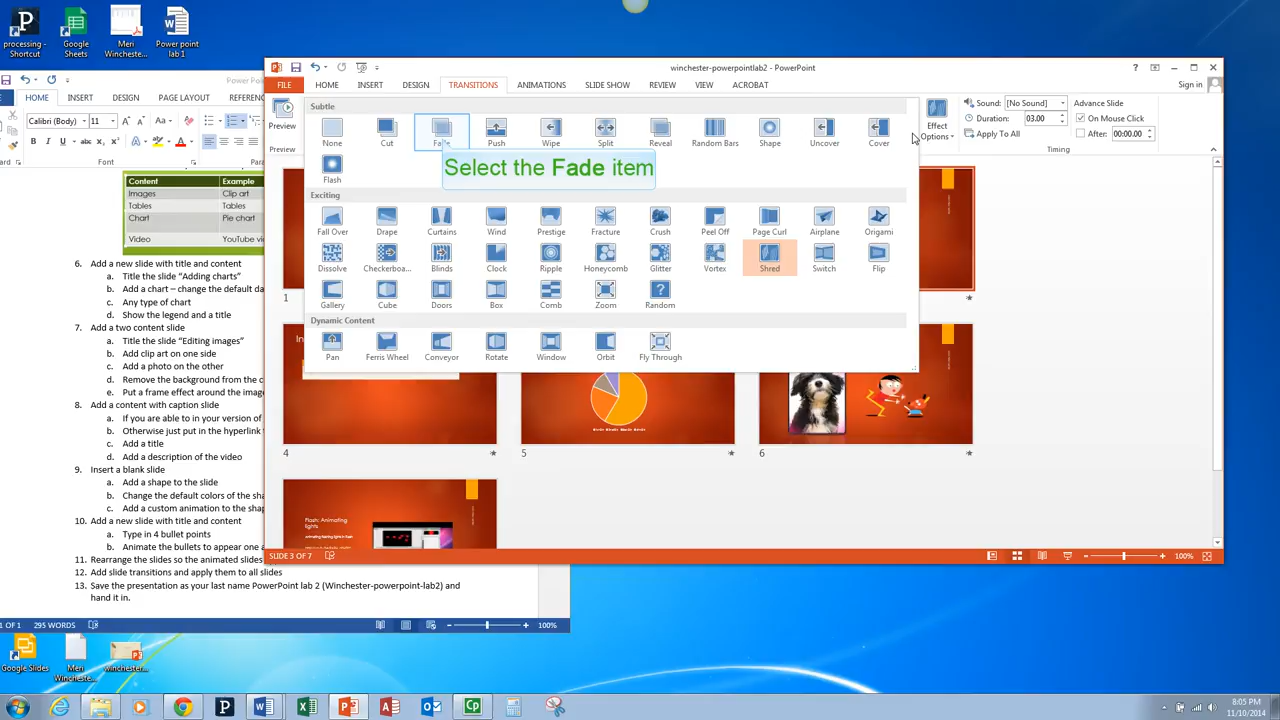 processing -
Shortcut
Google
Sheets
Meri
Wincheste...
Power point
lab 1
Power Po
HOME INSERT DESIGN PAGE LAYOUT REFERENC
Calibri (Body) 11
Font
Content Example
Images Clip art
Tables Tables
Chart Pie chart
Video YouTube vi
6. Add a new slide with title and content
a. Title the slide “Adding charts”
b. Add a chart – change the default da
c. Any type of chart
d. Show the legend and a title
7. Add a two content slide
a. Title the slide “Editing images”
b. Add clip art on one side
c. Add a photo on the other
d. Remove the background from the c
e. Put a frame effect around the image
8. Add a content with caption slide
a. If you are able to in your version of
b. Otherwise just put in the hyperlink
c. Add a title
d. Add a description of the video
9. Insert a blank slide
a. Add a shape to the slide
b. Change the default colors of the sha
c. Add a custom animation to the shap
10. Add a new slide with title and content
a. Type in 4 bullet points
b. Animate the bullets to appear one a
11. Rearrange the slides so the animated slides
12. Add slide transitions and apply them to all slides
13. Save the presentation as your last name PowerPoint lab 2 (Winchester-powerpoint-lab2) and
hand it in.
1 OF 1 295 WORDS 100%
winchester-powerpointlab2 - PowerPoint
FILE HOME INSERT DESIGN TRANSITIONS ANIMATIONS SLIDE SHOW REVIEW VIEW ACROBAT Sign in
Preview
Preview
Subtle
None Cut Fade Push Wipe Split Reveal Random Bars Shape Uncover Cover
Flash
Select the Fade item
Exciting
Fall Over Drape Curtains Wind Prestige Fracture Crush Peel Off Page Curl Airplane Origami
Dissolve Checkerboa... Blinds Clock Ripple Honeycomb Glitter Vortex Shred Switch Flip
Gallery Cube Doors Box Comb Zoom Random
Dynamic Content
Pan Ferris Wheel Conveyor Rotate Window Orbit Fly Through
Effect
Options
Sound: [No Sound] Advance Slide
Duration: 03.00 On Mouse Click
Apply To All After: 00:00.00
Timing
1
In
4 5 6
Flash: Animating
lights
SLIDE 3 OF 7 100%
Google Slides
Meri
Wincheste...
winchester...
8:05 PM
11/10/2014